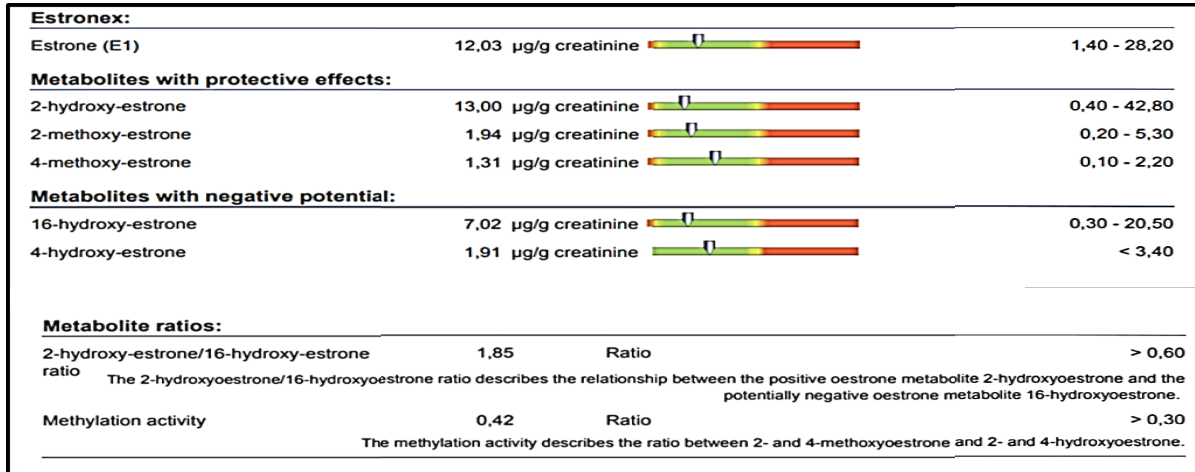 Estronex:
Estrone (E1) 12,03 µg/g creatinine 1,40 - 28,20
Metabolites with protective effects:
2-hydroxy-estrone 13,00 µg/g creatinine 0,40 - 42,80
2-methoxy-estrone 1,94 µg/g creatinine 0,20 - 5,30
4-methoxy-estrone 1,31 µg/g creatinine 0,10 - 2,20
Metabolites with negative potential:
16-hydroxy-estrone 7,02 µg/g creatinine 0,30 - 20,50
4-hydroxy-estrone 1,91 µg/g creatinine < 3,40
Metabolite ratios:
2-hydroxy-estrone/16-hydroxy-estrone 1,85 Ratio > 0,60
ratio
The 2-hydroxyoestrone/16-hydroxyoestrone ratio describes the relationship between the positive oestrone metabolite 2-hydroxyoestrone and the
potentially negative oestrone metabolite 16-hydroxyoestrone.
Methylation activity 0,42 Ratio > 0,30
The methylation activity describes the ratio between 2- and 4-methoxyoestrone and 2- and 4-hydroxyoestrone.